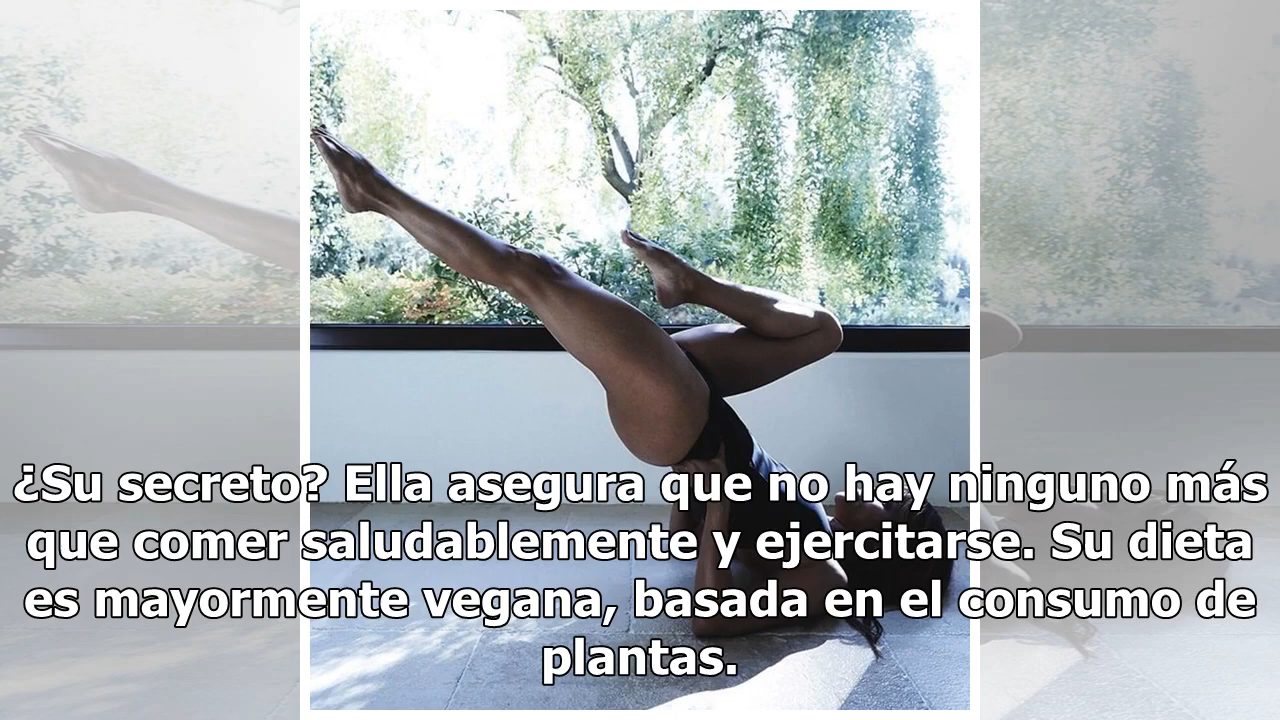 ¿Su secreto? Ella asegura que no hay ninguno más
que comer saludablemente y ejercitarse. Su dieta
es mayormente vegana, basada en el consumo de
plantas.